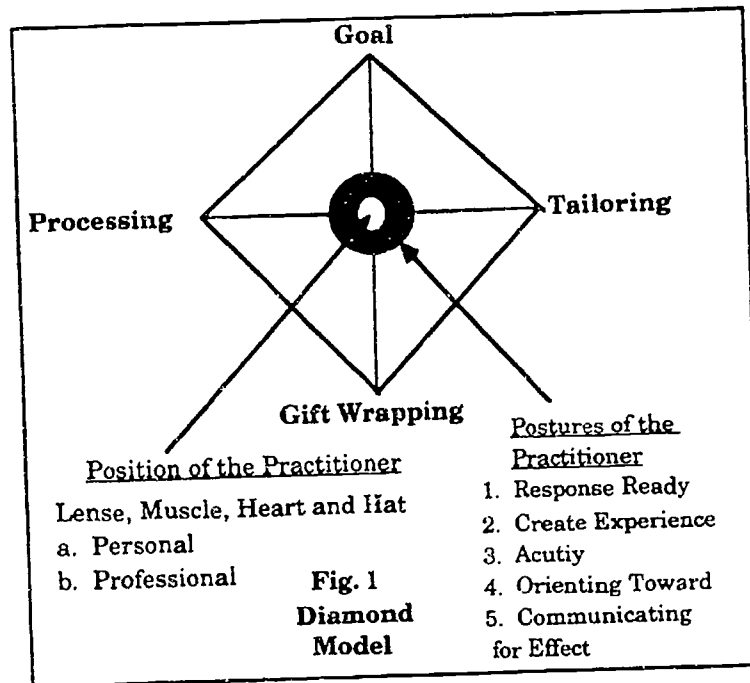 Goal
Processing
Tailoring
Gift Wrapping
Position of the Practitioner
Lense, Muscle, Heart and Hat
a. Personal
b. Professional
Fig. 1
Diamond
Model
Postures of the
Practitioner
1. Response Ready
2. Create Experience
3. Acutiy
4. Orienting Toward
5. Communicating
for Effect